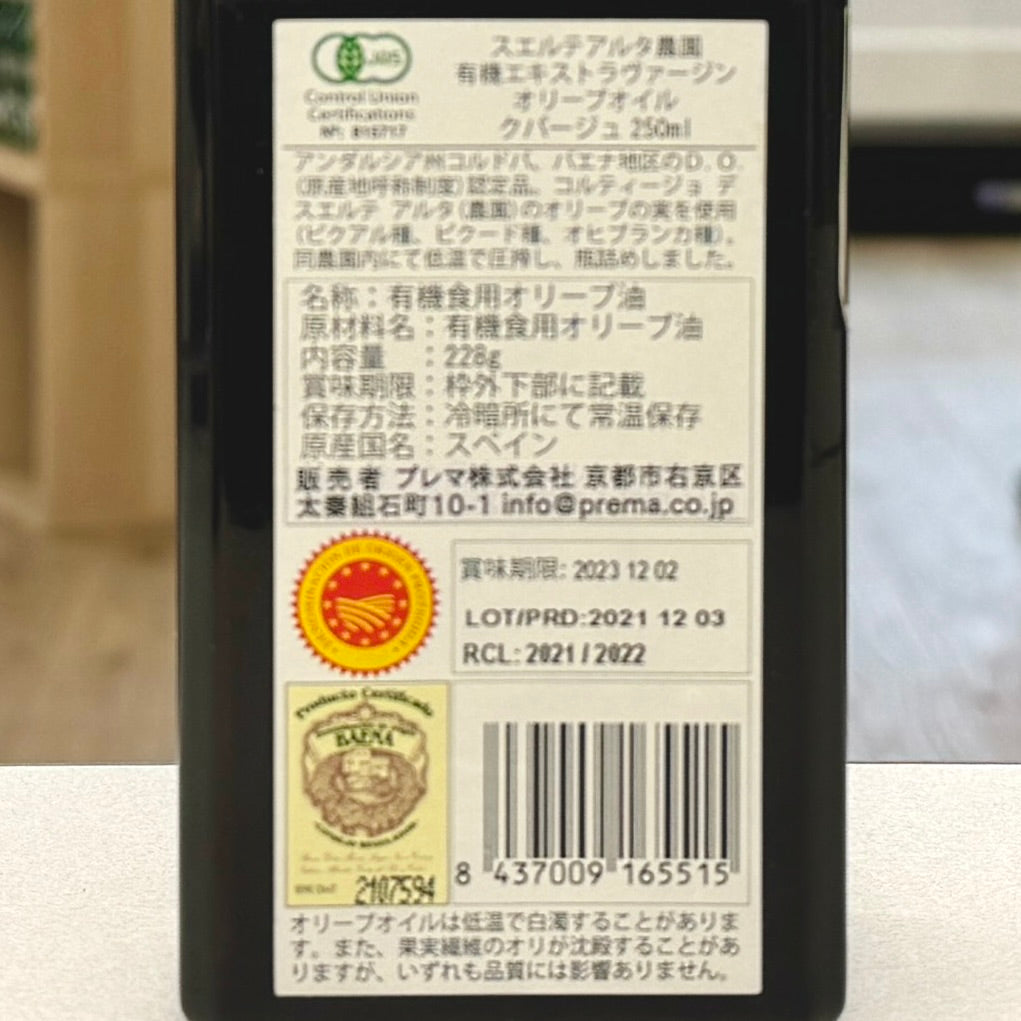 JAS
Control Union
Certifications
Nº: 810717
スエルテアルタ農園
有機エキストラヴァージン
オリーブオイル
クパージュ 250ml
アンダルシア州コルドバ、バエナ地区のD.O.
(原産地呼称制度)認定品。コルティージョ デ
スエルテ アルタ(農園)のオリーブの実を使用
(ピクアル種、ピクード種、オヒブランカ種)。
同農園内にて低温で圧搾し、瓶詰めしました。
名称:有機食用オリーブ油
原材料名:有機食用オリーブ油
内容量 :228g
賞味期限:枠外下部に記載
保存方法:冷暗所にて常温保存
原産国名:スペイン
販売者 プレマ株式会社 京都市右京区
太秦組石町10-1 info@prema.co.jp
DENOMINACIÓN DE ORIGEN PROTEGIDA
賞味期限: 2023 12 02
LOT/PRD:2021 12 03
RCL: 2021 / 2022
Producto Certificado
BAENA
2107594
8 437009 165515
オリーブオイルは低温で白濁することがありま
す。また、果実繊維のオリが沈殿することがあ
りますが、いずれも品質には影響ありません。